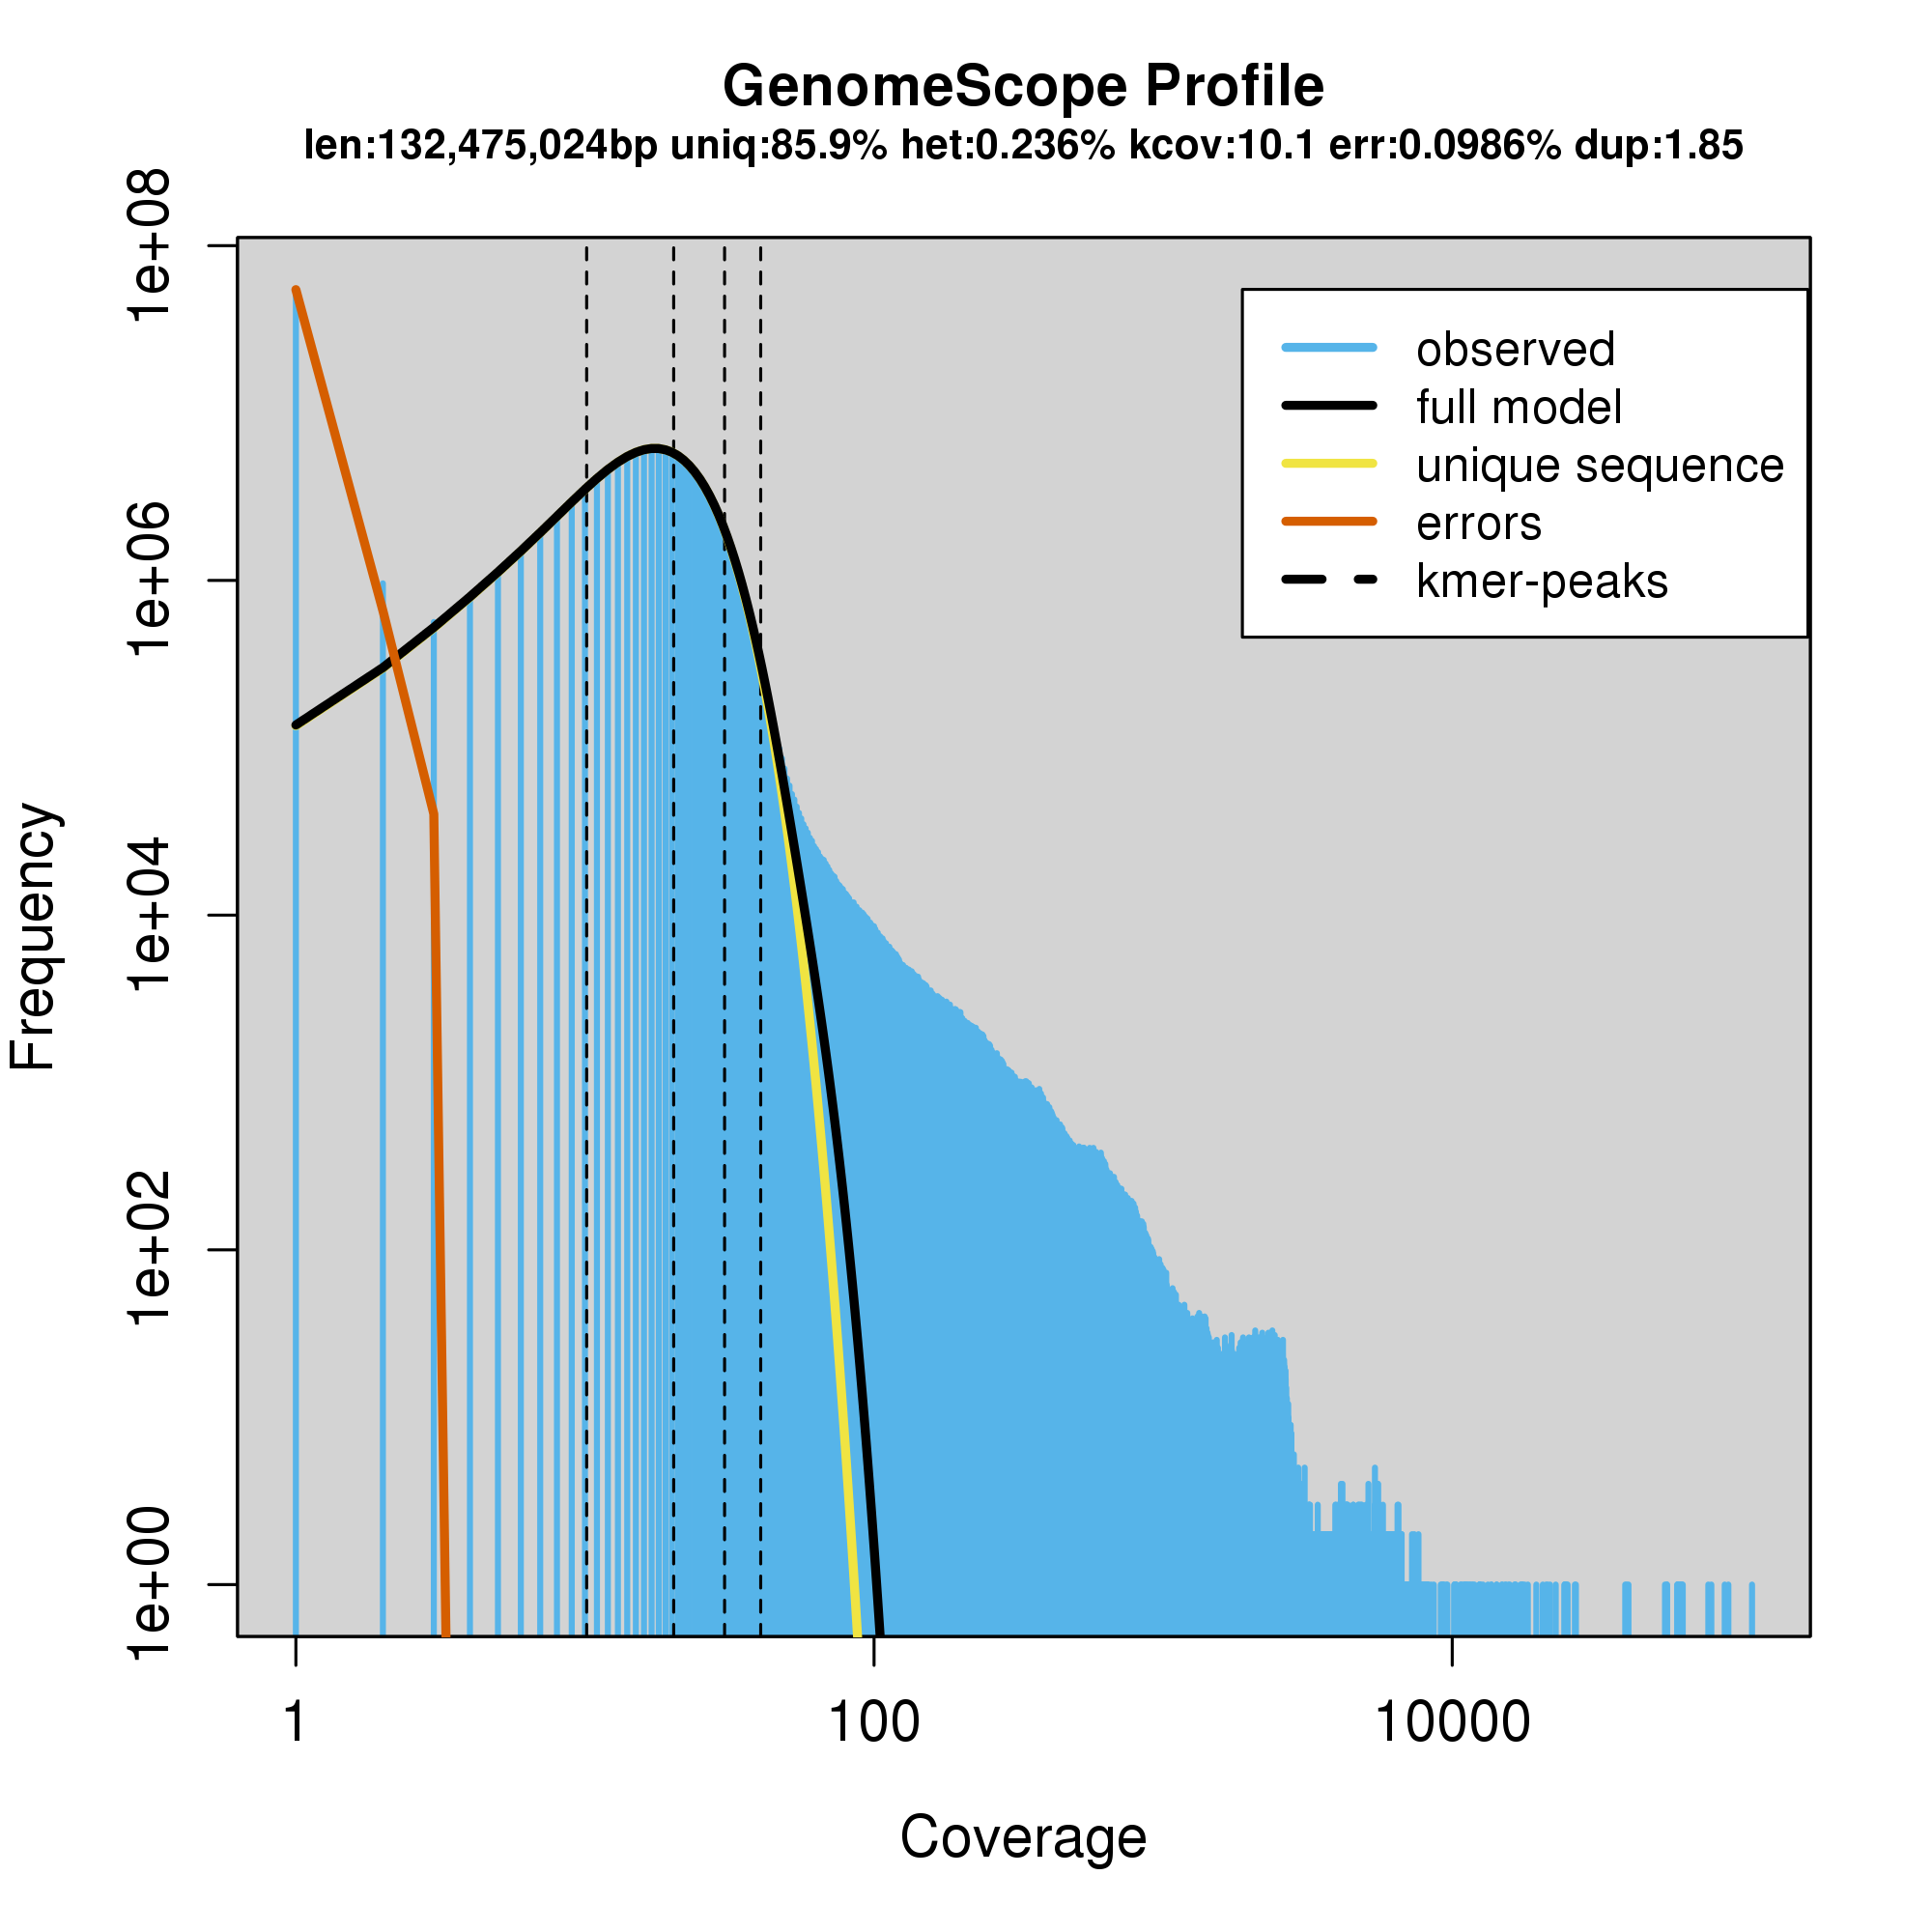 GenomeScope Profile
len:132,475,024bp uniq:85.9% het:0.236% kcov:10.1 err:0.0986% dup:1.85
1e+08
1e+06
1e+04
1e+02
1e+00
Frequency
observed
full model
unique sequence
errors
kmer-peaks
1
100
10000
Coverage